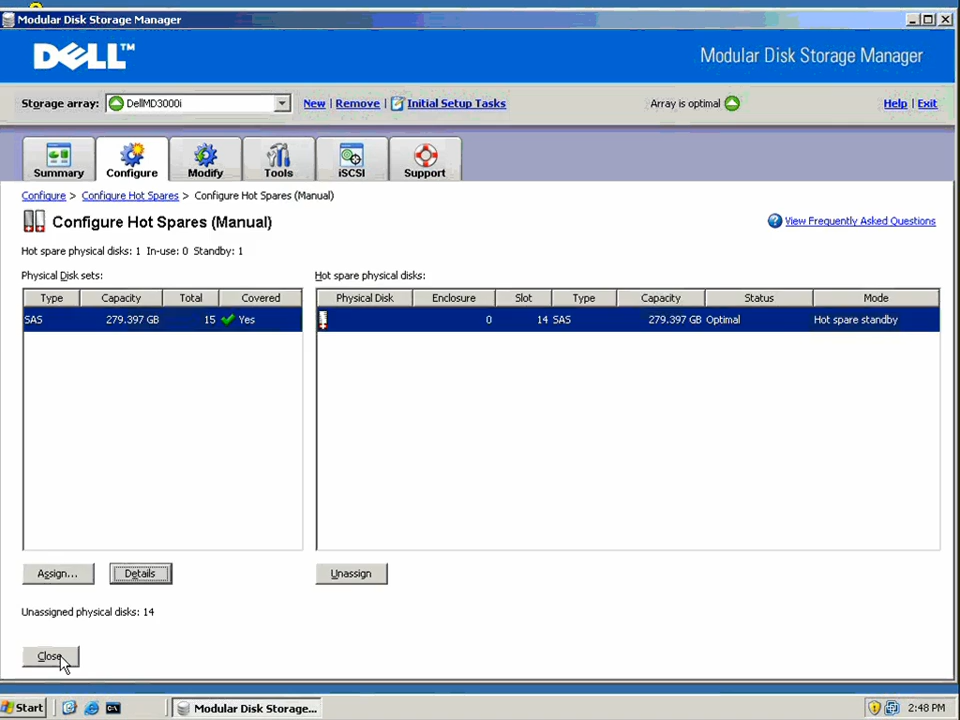 Modular Disk Storage Manager
DELL™
Modular Disk Storage Manager
Storage array: DellMD3000i New | Remove | Initial Setup Tasks Array is optimal Help | Exit
Summary Configure Modify Tools iSCSI Support
Configure > Configure Hot Spares > Configure Hot Spares (Manual)
Configure Hot Spares (Manual) View Frequently Asked Questions
Hot spare physical disks: 1 In-use: 0 Standby: 1
Physical Disk sets: Hot spare physical disks:
Type Capacity Total Covered Physical Disk Enclosure Slot Type Capacity Status Mode
SAS 279.397 GB 15 Yes 0 14 SAS 279.397 GB Optimal Hot spare standby
Assign... Details Unassign
Unassigned physical disks: 14
Close
Start Modular Disk Storage... 2:48 PM